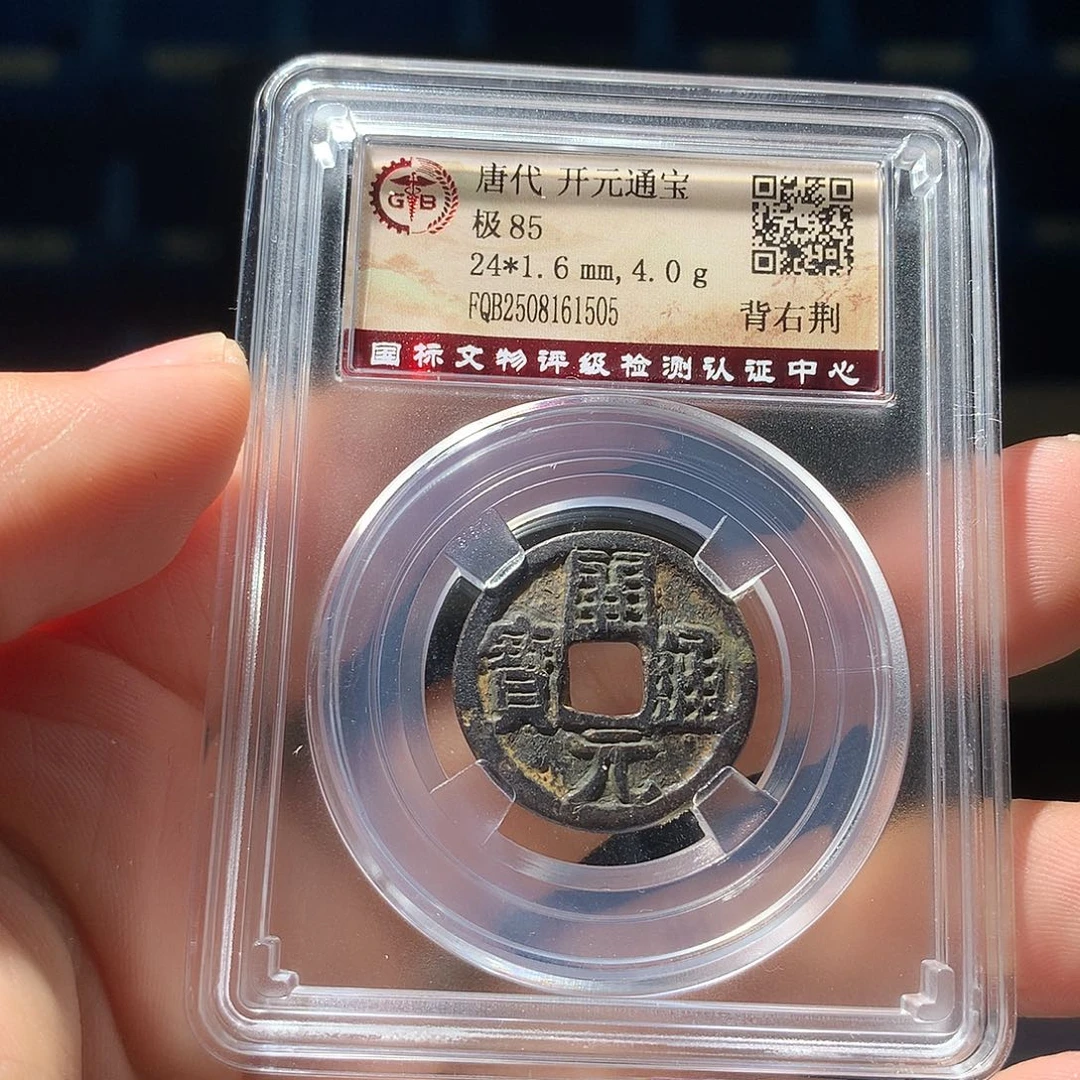 GB
唐代 开元通宝
极85
24*1.6mm,4.0g
FQB2508161505
背右荆
国标文物评级检测认证中心
開元通寶